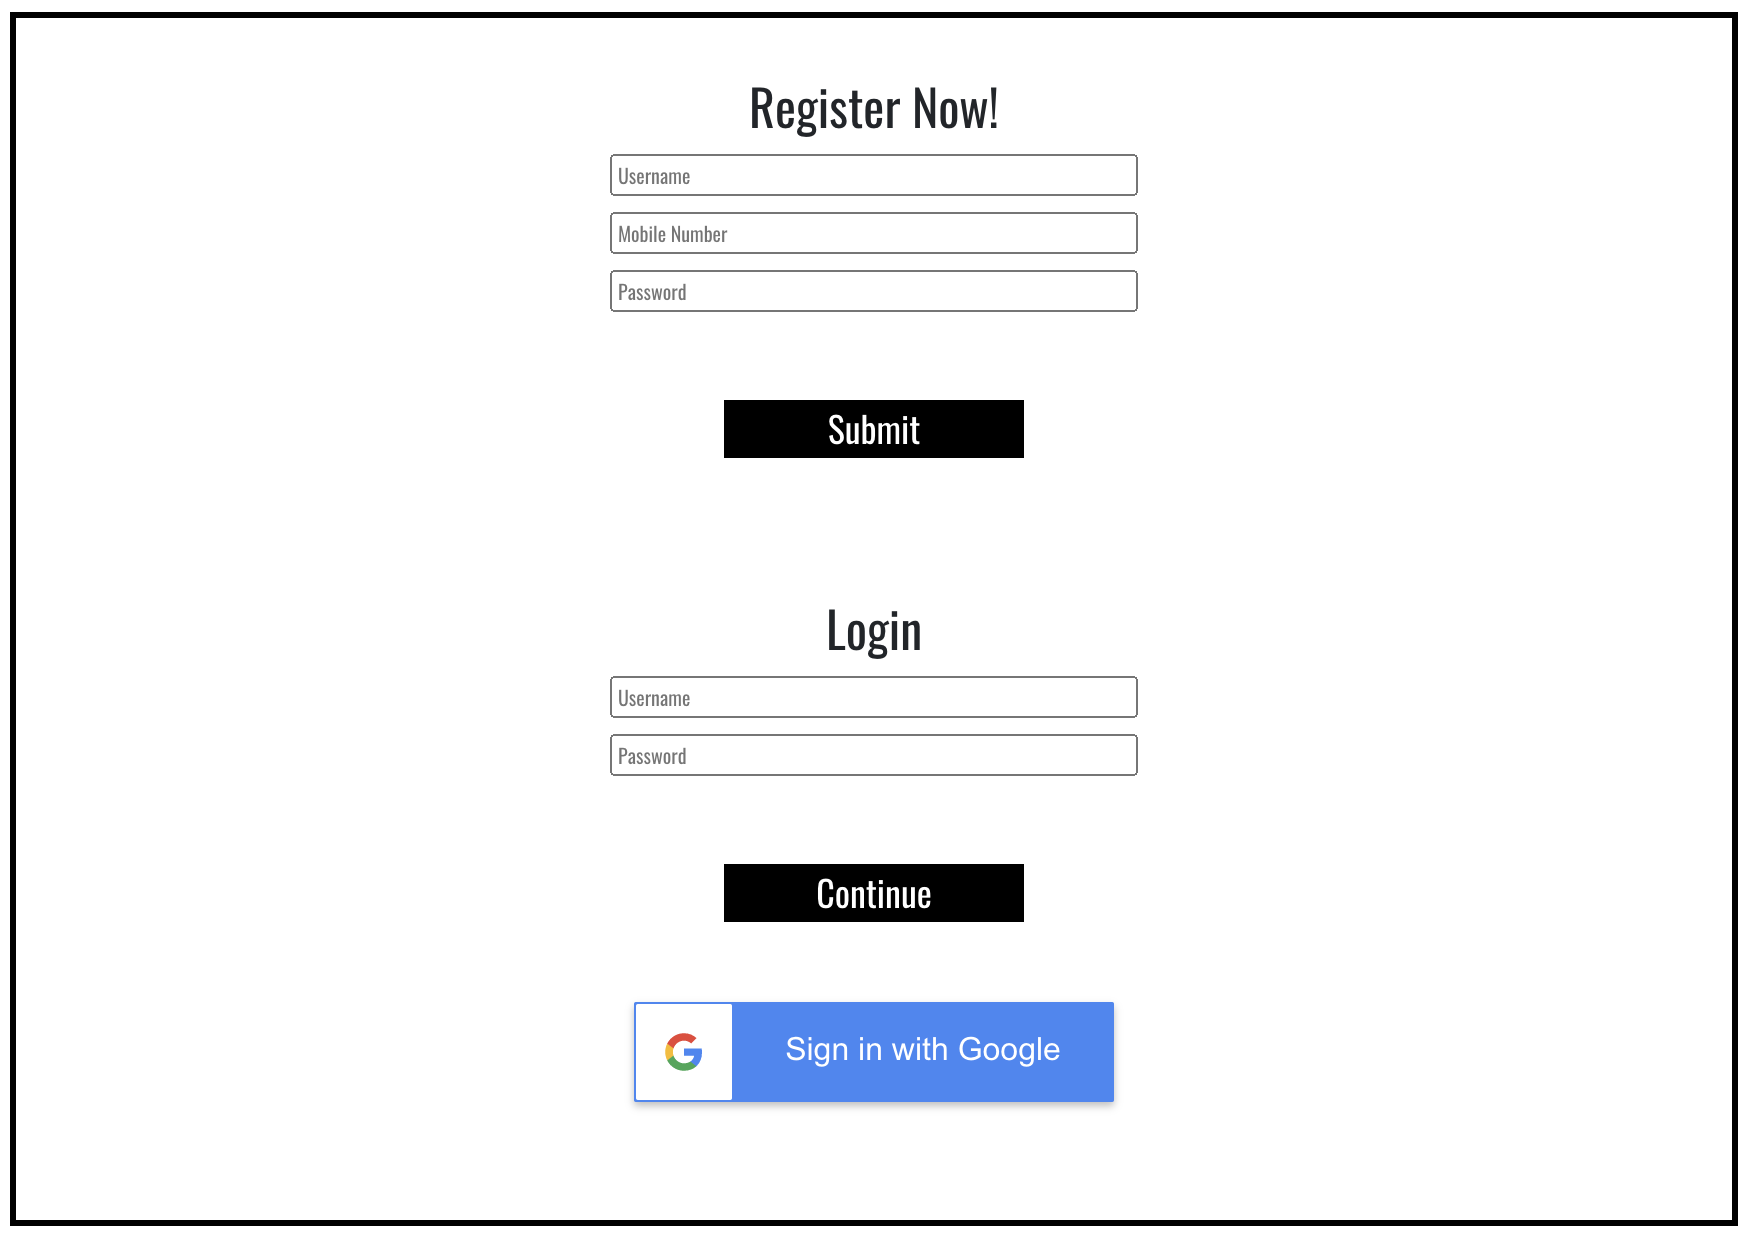 Register Now!
Username
Mobile Number
Password
Submit
Login
Username
Password
Continue
Sign in with Google